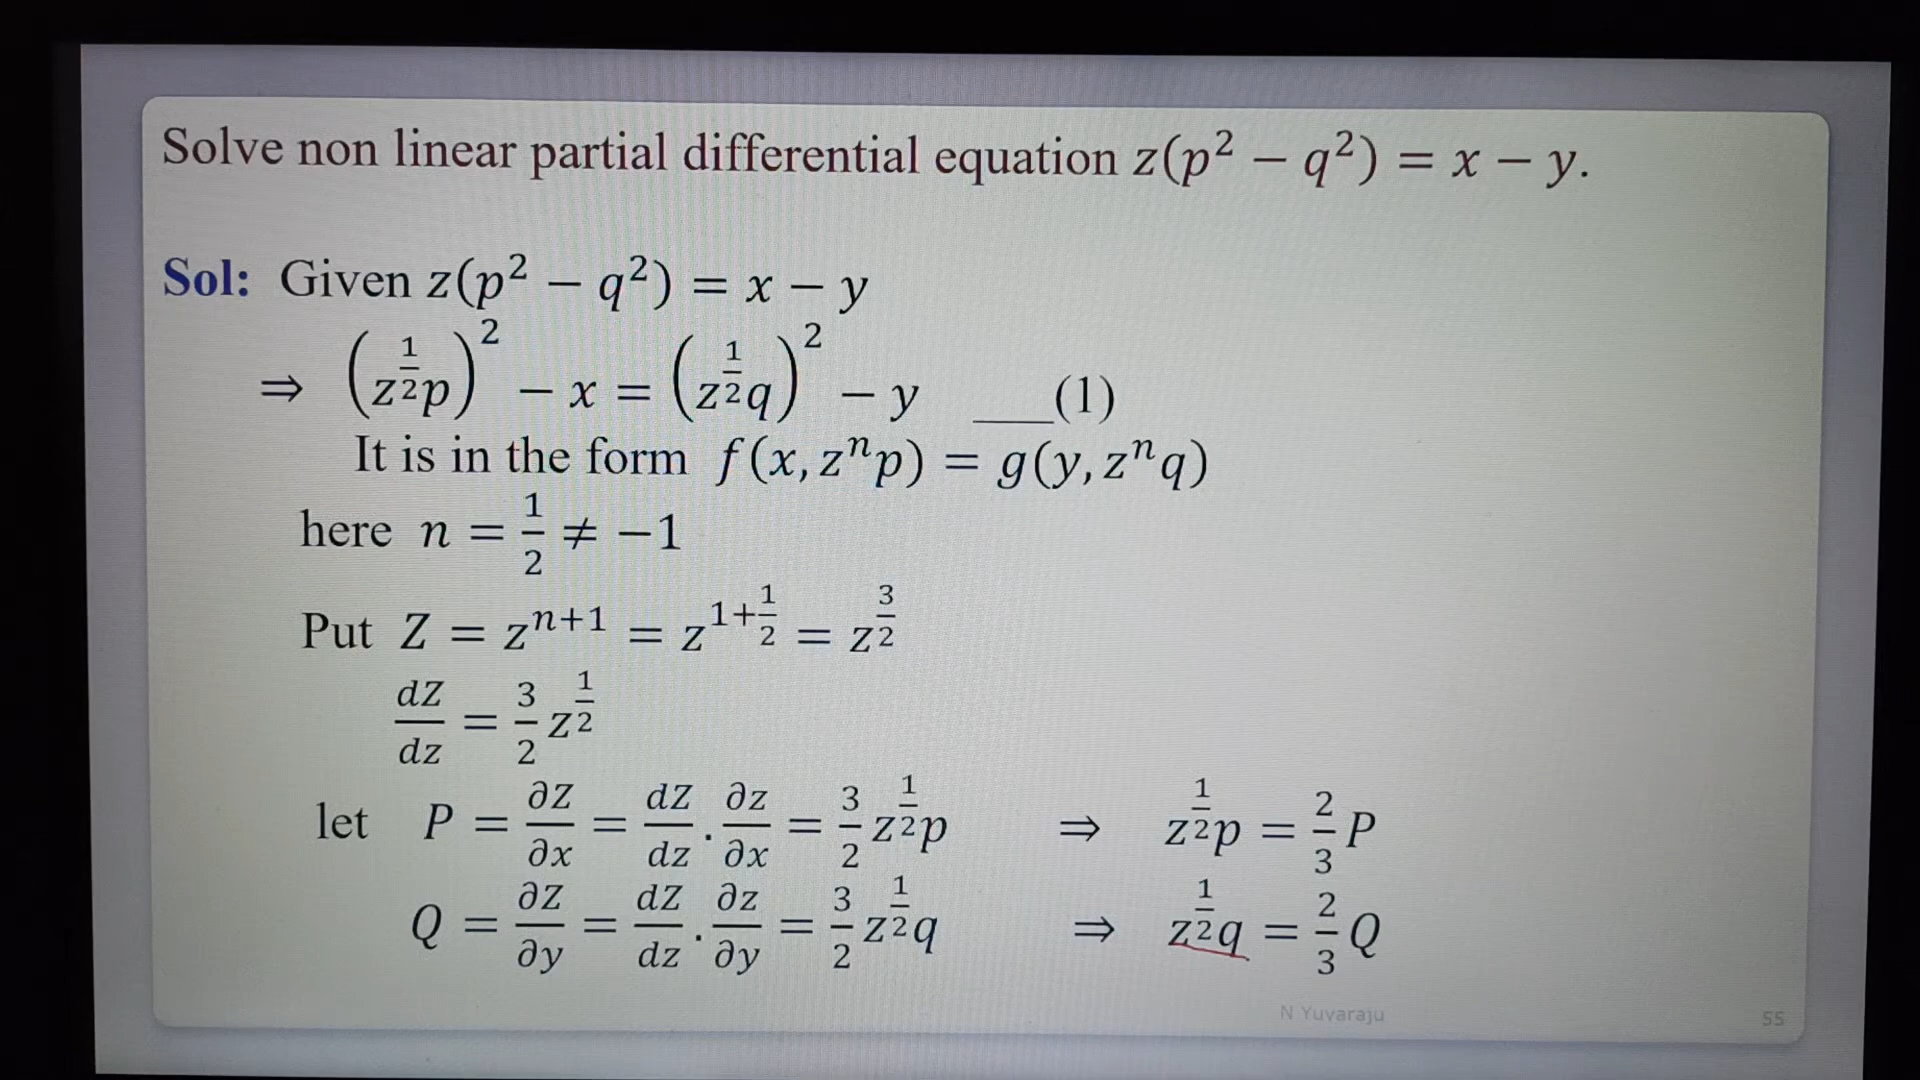 Solve non linear partial differential equation z(p² − q²) = x − y.
Sol: Given z(p² − q²) = x − y
⇒ (z^{1/2}p)² − x = (z^{1/2}q)² − y ___(1)
It is in the form f(x, zⁿp) = g(y, zⁿq)
here n = 1/2 ≠ −1
Put Z = z^{n+1} = z^{1+1/2} = z^{3/2}
dZ/dz = 3/2 z^{1/2}
let P = ∂Z/∂x = dZ/dz . ∂z/∂x = 3/2 z^{1/2}p ⇒ z^{1/2}p = 2/3 P
Q = ∂Z/∂y = dZ/dz . ∂z/∂y = 3/2 z^{1/2}q ⇒ z^{1/2}q = 2/3 Q
N Yuvaraju 55